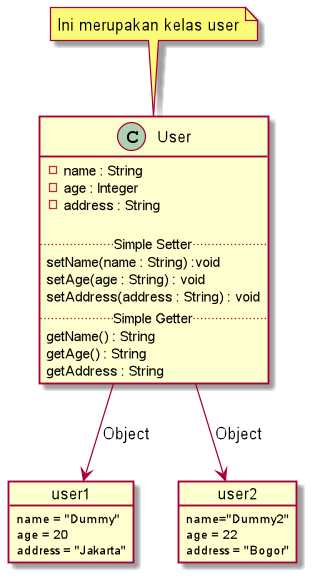 Ini merupakan kelas user
C User
name : String
age : Integer
address : String
Simple Setter
setName(name : String) :void
setAge(age : String) : void
setAddress(address : String) : void
Simple Getter
getName() : String
getAge() : String
getAddress : String
Object
Object
user1
name = "Dummy"
age = 20
address = "Jakarta"
user2
name="Dummy2"
age = 22
address = "Bogor"